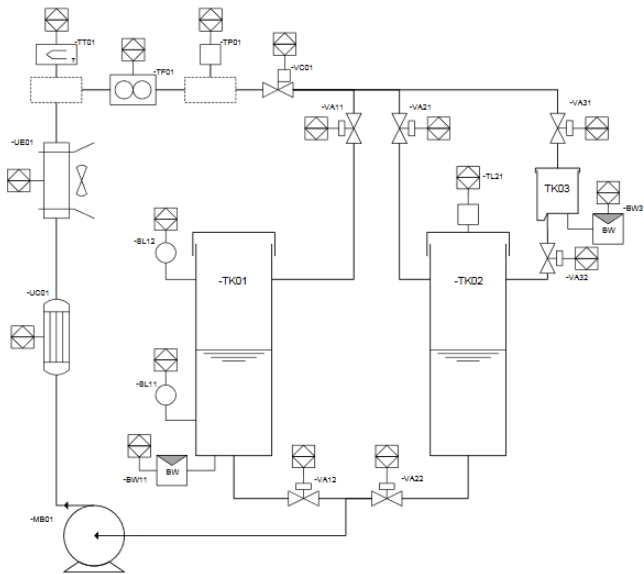 -TT01
T
-TF01
-TP01
-VC01
-VA11
-VA21
-VA31
-UE01
-TL21
TK03
-BW3
BW
-SL12
-VA32
-TK01
-TK02
-UC01
-SL11
-BW11
BW
-VA12
-VA22
-MB01